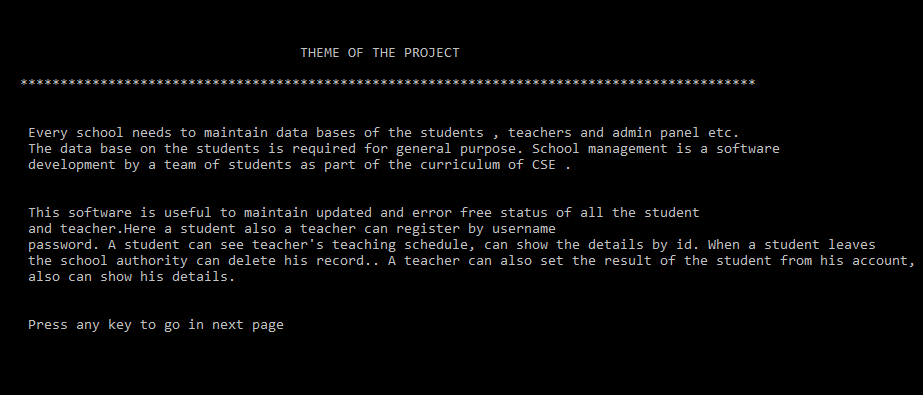 THEME OF THE PROJECT
********************************************************************************************
Every school needs to maintain data bases of the students , teachers and admin panel etc.
The data base on the students is required for general purpose. School management is a software
development by a team of students as part of the curriculum of CSE .
This software is useful to maintain updated and error free status of all the student
and teacher.Here a student also a teacher can register by username
password. A student can see teacher's teaching schedule, can show the details by id. When a student leaves
the school authority can delete his record.. A teacher can also set the result of the student from his account,
also can show his details.
Press any key to go in next page